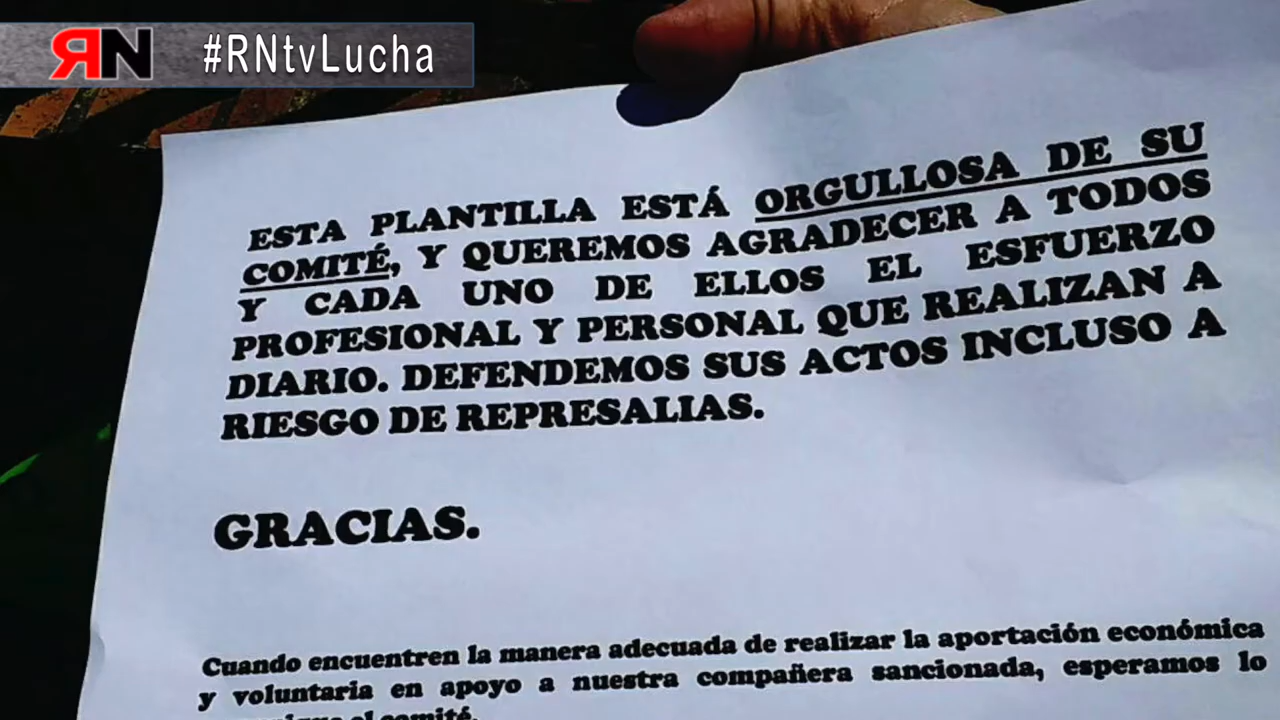 RN #RNtvLucha
ESTA PLANTILLA ESTÁ ORGULLOSA DE SU
COMITÉ, Y QUEREMOS AGRADECER A TODOS
Y CADA UNO DE ELLOS EL ESFUERZO
PROFESIONAL Y PERSONAL QUE REALIZAN A
DIARIO. DEFENDEMOS SUS ACTOS INCLUSO A
RIESGO DE REPRESALIAS.
GRACIAS.
Cuando encuentren la manera adecuada de realizar la aportación económica
y voluntaria en apoyo a nuestra compañera sancionada, esperamos lo
el comité.